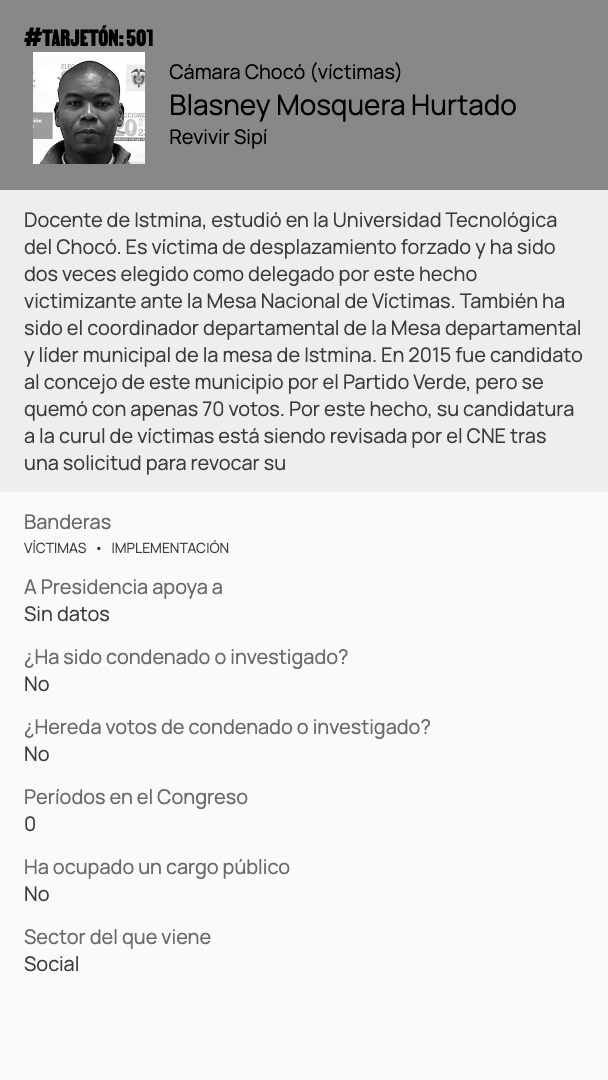 #TARJETÓN: 501
Cámara Chocó (víctimas)
Blasney Mosquera Hurtado
Revivir Sipí
Docente de Istmina, estudió en la Universidad Tecnológica
del Chocó. Es víctima de desplazamiento forzado y ha sido
dos veces elegido como delegado por este hecho
victimizante ante la Mesa Nacional de Víctimas. También ha
sido el coordinador departamental de la Mesa departamental
y líder municipal de la mesa de Istmina. En 2015 fue candidato
al concejo de este municipio por el Partido Verde, pero se
quemó con apenas 70 votos. Por este hecho, su candidatura
a la curul de víctimas está siendo revisada por el CNE tras
una solicitud para revocar su
Banderas
VÍCTIMAS • IMPLEMENTACIÓN
A Presidencia apoya a
Sin datos
¿Ha sido condenado o investigado?
No
¿Hereda votos de condenado o investigado?
No
Períodos en el Congreso
0
Ha ocupado un cargo público
No
Sector del que viene
Social